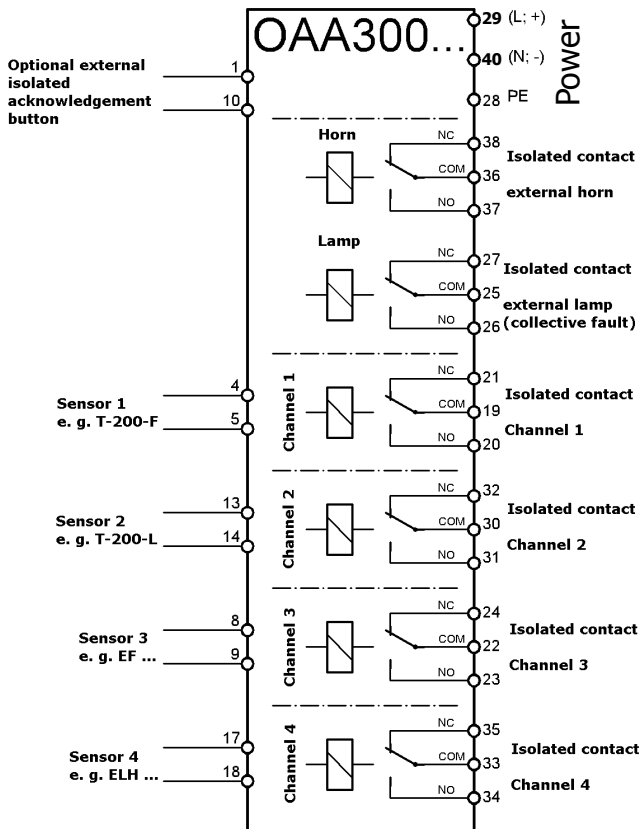 OAA300...
29 (L; +)
40 (N; -)
28 PE
Power
Optional external
isolated
acknowledgement
button
1
10
Horn
NC
38
COM
36
NO
37
Isolated contact
external horn
Lamp
NC
27
COM
25
NO
26
Isolated contact
external lamp
(collective fault)
Sensor 1
e. g. T-200-F
4
5
Channel 1
NC
21
COM
19
NO
20
Isolated contact
Channel 1
Sensor 2
e. g. T-200-L
13
14
Channel 2
NC
32
COM
30
NO
31
Isolated contact
Channel 2
Sensor 3
e. g. EF ...
8
9
Channel 3
NC
24
COM
22
NO
23
Isolated contact
Channel 3
Sensor 4
e. g. ELH ...
17
18
Channel 4
NC
35
COM
33
NO
34
Isolated contact
Channel 4